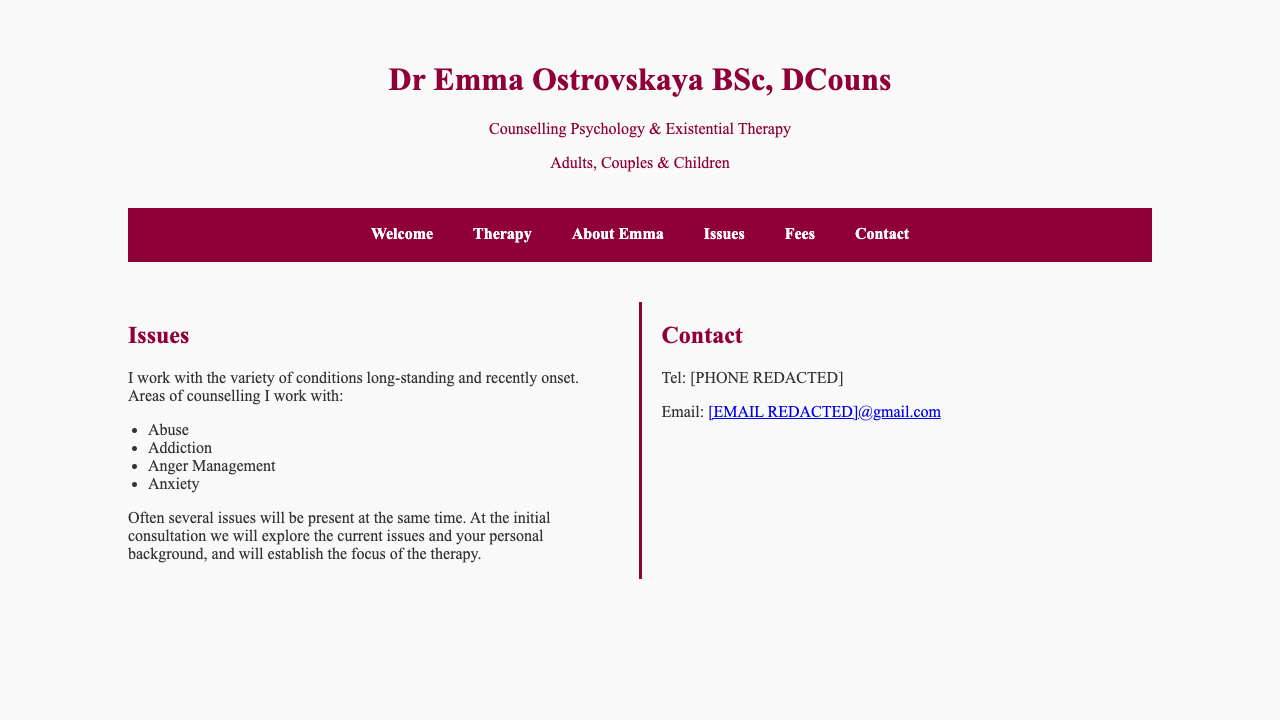 Dr Emma Ostrovskaya BSc, DCouns
Counselling Psychology & Existential Therapy
Adults, Couples & Children
Welcome Therapy About Emma Issues Fees Contact
Issues
I work with the variety of conditions long-standing and recently onset.
Areas of counselling I work with:
• Abuse
• Addiction
• Anger Management
• Anxiety
Often several issues will be present at the same time. At the initial
consultation we will explore the current issues and your personal
background, and will establish the focus of the therapy.
Contact
Tel: [PHONE REDACTED]
Email: [EMAIL REDACTED]@gmail.com